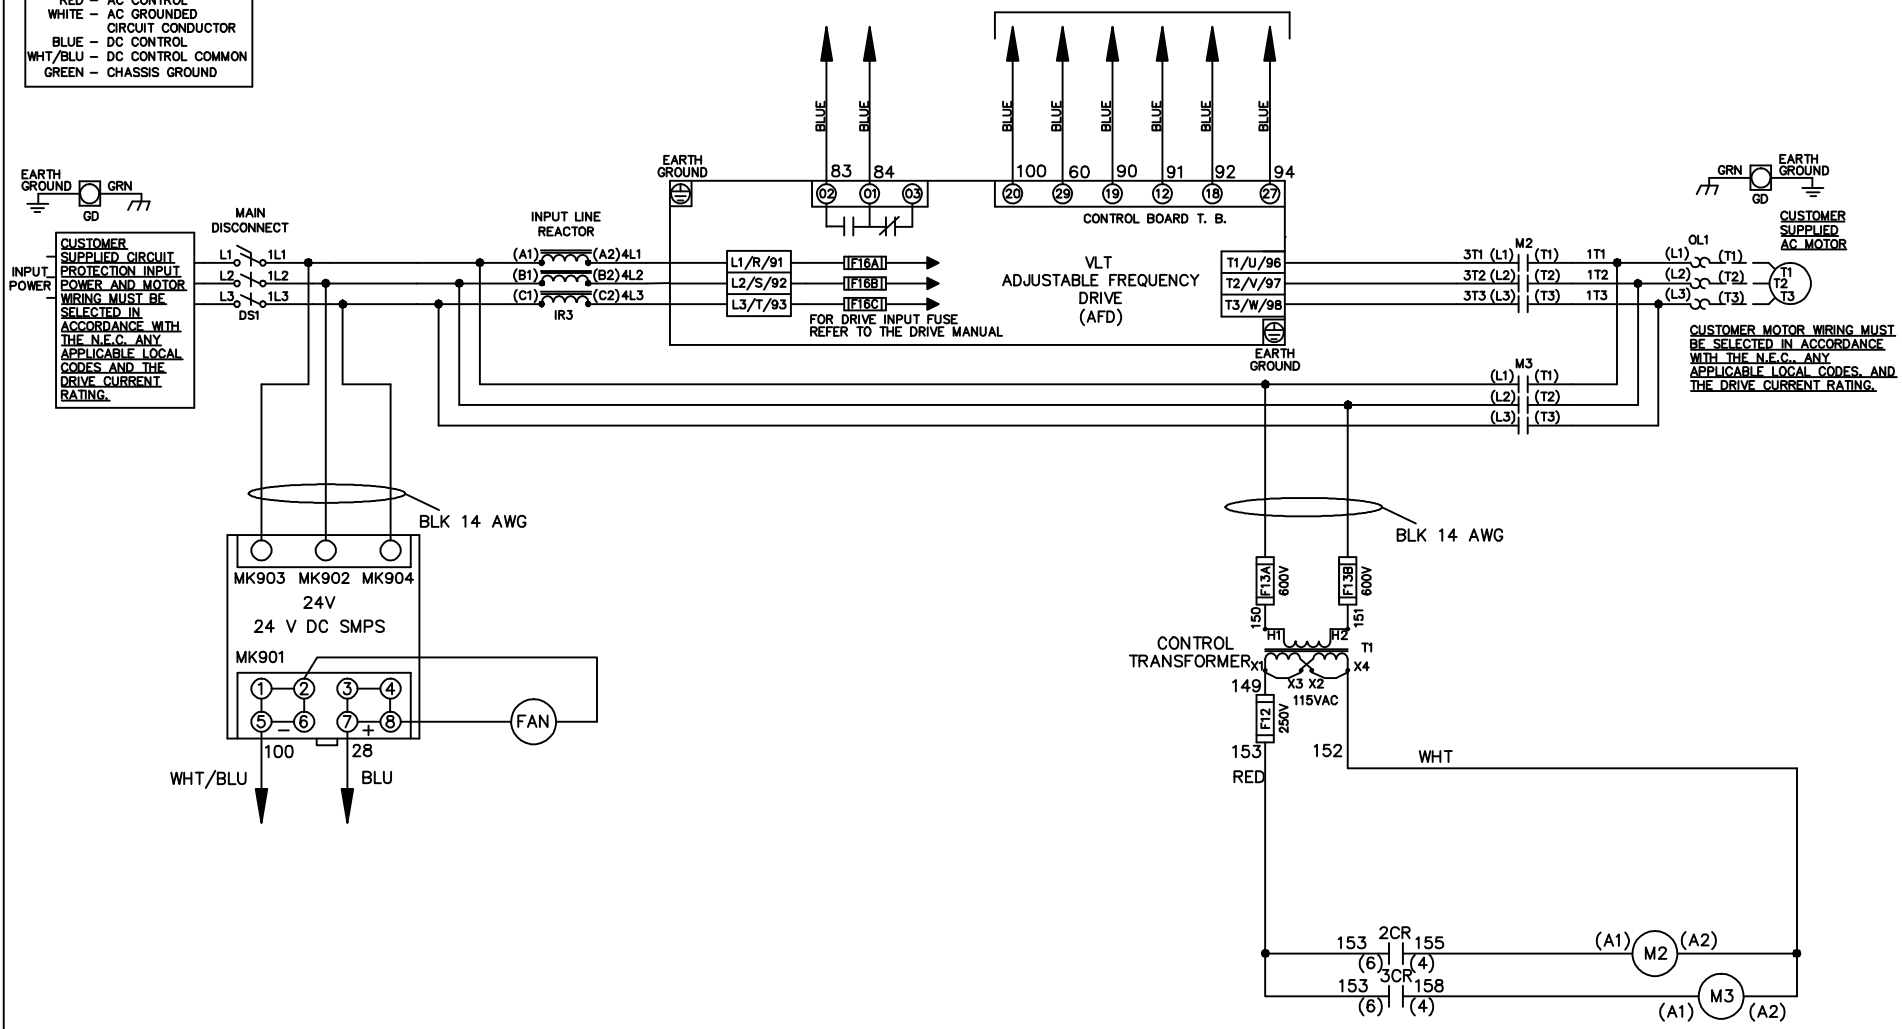 RED – AC CONTROL
WHITE – AC GROUNDED
CIRCUIT CONDUCTOR
BLUE – DC CONTROL
WHT/BLU – DC CONTROL COMMON
GREEN – CHASSIS GROUND
EARTH
GROUND
GRN
GD
INPUT
POWER
CUSTOMER
SUPPLIED CIRCUIT
PROTECTION INPUT
POWER AND MOTOR
WIRING MUST BE
SELECTED IN
ACCORDANCE WITH
THE N.E.C. ANY
APPLICABLE LOCAL
CODES AND THE
DRIVE CURRENT
RATING.
MAIN
DISCONNECT
L1 1L1
L2 1L2
L3 1L3
DS1
INPUT LINE
REACTOR
(A1) (A2) 4L1
(B1) (B2) 4L2
(C1) (C2) 4L3
IR3
EARTH
GROUND
BLUE BLUE
83 84
02 01 03
BLUE BLUE BLUE BLUE BLUE BLUE
100 60 90 91 92 94
20 29 19 12 18 27
CONTROL BOARD T. B.
L1/R/91 F16A
L2/S/92 F16B
L3/T/93 F16C
FOR DRIVE INPUT FUSE
REFER TO THE DRIVE MANUAL
VLT
ADJUSTABLE FREQUENCY
DRIVE
(AFD)
T1/U/96
T2/V/97
T3/W/98
EARTH
GROUND
M2
3T1 (L1) (T1) 1T1
3T2 (L2) (T2) 1T2
3T3 (L3) (T3) 1T3
OL1
(L1) (T1)
(L2) (T2)
(L3) (T3)
T1
T2
T3
GRN
GD
EARTH
GROUND
CUSTOMER
SUPPLIED
AC MOTOR
CUSTOMER MOTOR WIRING MUST
BE SELECTED IN ACCORDANCE
WITH THE N.E.C., ANY
APPLICABLE LOCAL CODES, AND
THE DRIVE CURRENT RATING.
M3
(L1) (T1)
(L2) (T2)
(L3) (T3)
BLK 14 AWG
MK903 MK902 MK904
24V
24 V DC SMPS
MK901
1 2 3 4
5 – 6 7 + 8
FAN
100 28
WHT/BLU BLU
BLK 14 AWG
F13A 600V
F13B 600V
150 151
H1 H2
CONTROL
TRANSFORMER
T1
X1 X4
X3 X2
115VAC
149
F12 250V
153
RED
152
WHT
2CR
153 155
(6) (4)
(A1) M2 (A2)
3CR
153 158
(6) (4)
(A1) M3 (A2)